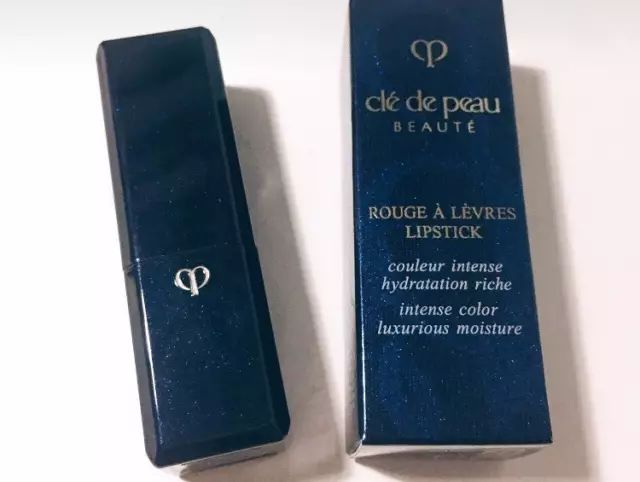 clé de peau
BEAUTÉ
ROUGE À LÈVRES
LIPSTICK
couleur intense
hydratation riche
intense color
luxurious moisture